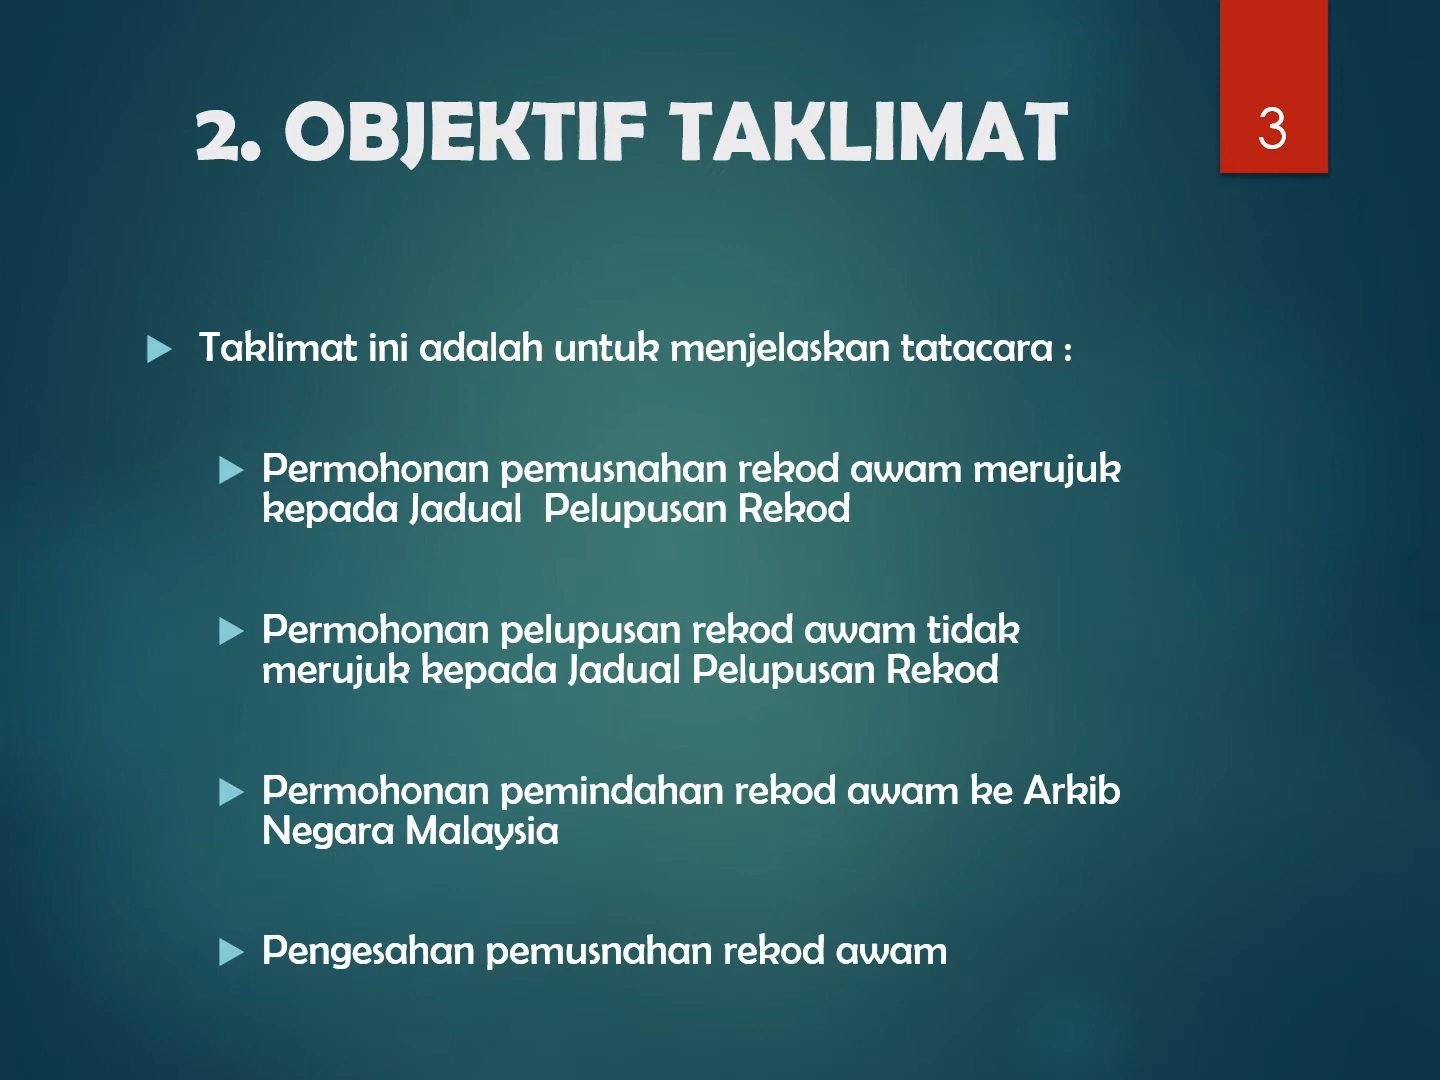 2. OBJEKTIF TAKLIMAT
3
Taklimat ini adalah untuk menjelaskan tatacara :
Permohonan pemusnahan rekod awam merujuk
kepada Jadual  Pelupusan Rekod
Permohonan pelupusan rekod awam tidak
merujuk kepada Jadual Pelupusan Rekod
Permohonan pemindahan rekod awam ke Arkib
Negara Malaysia
Pengesahan pemusnahan rekod awam